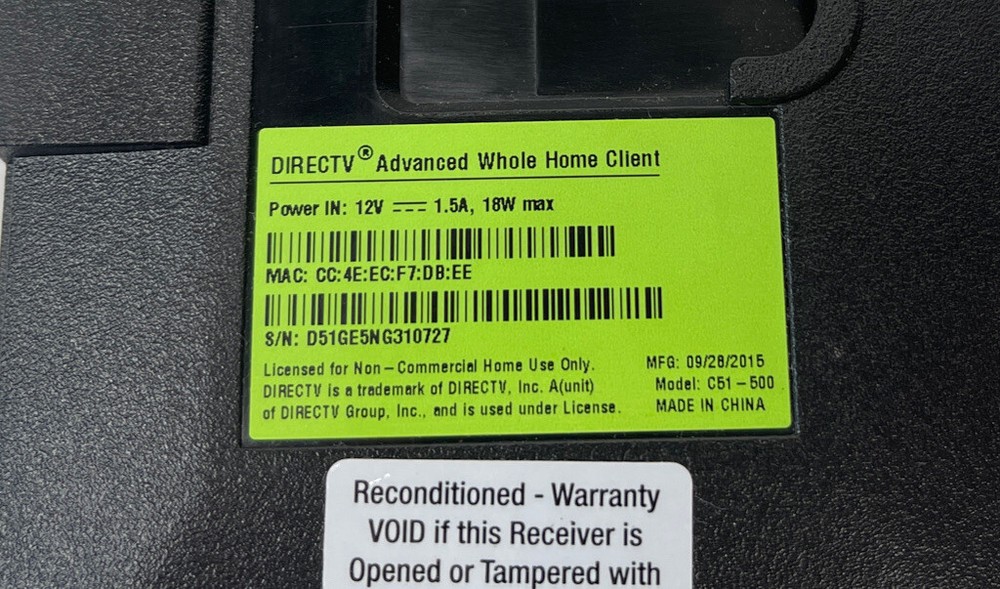 DIRECTV® Advanced Whole Home Client
Power IN: 12V ⎓ 1.5A, 18W max
MAC: CC:4E:EC:F7:DB:EE
S/N: D51GE5NG310727
Licensed for Non-Commercial Home Use Only.
DIRECTV is a trademark of DIRECTV, Inc. A(unit)
of DIRECTV Group, Inc., and is used under License.
MFG: 09/28/2015
Model: C51-500
MADE IN CHINA
Reconditioned - Warranty
VOID if this Receiver is
Opened or Tampered with